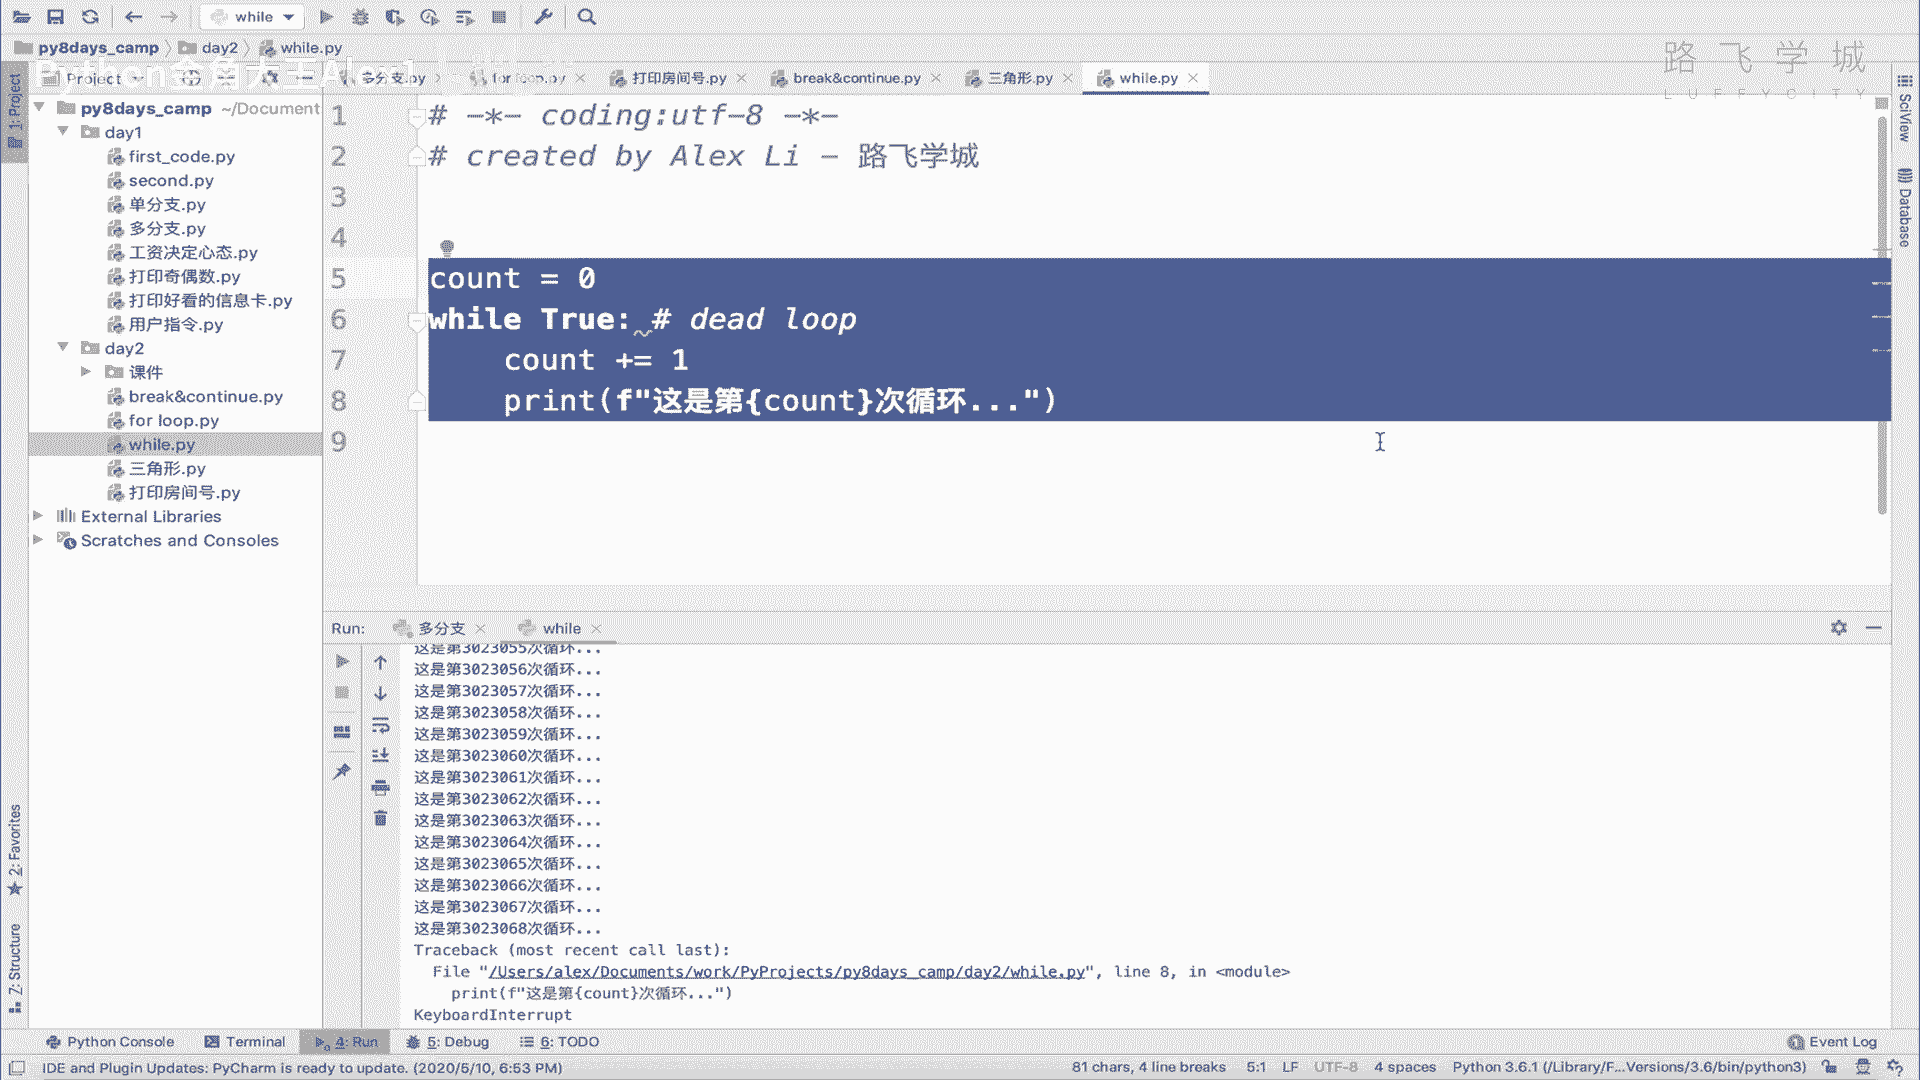 while
py8days_camp
day2
while.py
路飞学城
LUFFYCITY
Python金角大王Alex1
Project
多分支.py
for loop.py
打印房间号.py
break&continue.py
三角形.py
while.py
1: Project
py8days_camp ~/Document
day1
first_code.py
second.py
单分支.py
多分支.py
工资决定心态.py
打印奇偶数.py
打印好看的信息卡.py
用户指令.py
day2
课件
break&continue.py
for loop.py
while.py
三角形.py
打印房间号.py
External Libraries
Scratches and Consoles
1 # -*- coding:utf-8 -*-
2 # created by Alex Li - 路飞学城
3
4
5 count = 0
6 while True: # dead loop
7 count += 1
8 print(f"这是第{count}次循环...")
9
SciView
Database
Run:
多分支
while
这是第3023055次循环...
这是第3023056次循环...
这是第3023057次循环...
这是第3023058次循环...
这是第3023059次循环...
这是第3023060次循环...
这是第3023061次循环...
这是第3023062次循环...
这是第3023063次循环...
这是第3023064次循环...
这是第3023065次循环...
这是第3023066次循环...
这是第3023067次循环...
这是第3023068次循环...
Traceback (most recent call last):
File "/Users/alex/Documents/work/PyProjects/py8days_camp/day2/while.py", line 8, in <module>
print(f"这是第{count}次循环...")
KeyboardInterrupt
2: Favorites
7: Structure
Python Console
Terminal
4: Run
5: Debug
6: TODO
Event Log
IDE and Plugin Updates: PyCharm is ready to update. (2020/5/10, 6:53 PM)
81 chars, 4 line breaks
5:1
LF
UTF-8
4 spaces
Python 3.6.1 (/Library/F...Versions/3.6/bin/python3)